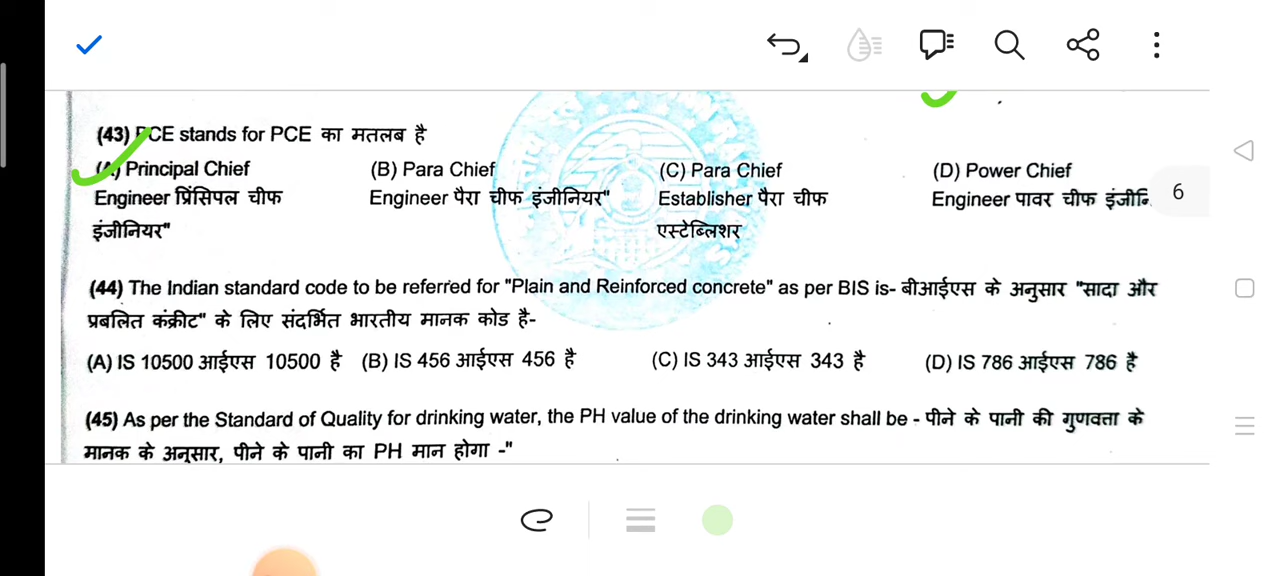 (43) PCE stands for PCE का मतलब है
(A) Principal Chief (B) Para Chief (C) Para Chief (D) Power Chief
Engineer प्रिंसिपल चीफ Engineer पैरा चीफ इंजीनियर" Establisher पैरा चीफ Engineer पावर चीफ 6
इंजीनियर" एस्टेब्लिशर
(44) The Indian standard code to be referred for "Plain and Reinforced concrete" as per BIS is- बीआईएस के अनुसार "सादा और
प्रबलित कंक्रीट" के लिए संदर्भित भारतीय मानक कोड है-
(A) IS 10500 आईएस 10500 है (B) IS 456 आईएस 456 है (C) IS 343 आईएस 343 है (D) IS 786 आईएस 786 है
(45) As per the Standard of Quality for drinking water, the PH value of the drinking water shall be - पीने के पानी की गुणवत्ता के
मानक के अनुसार, पीने के पानी का PH मान होगा -"